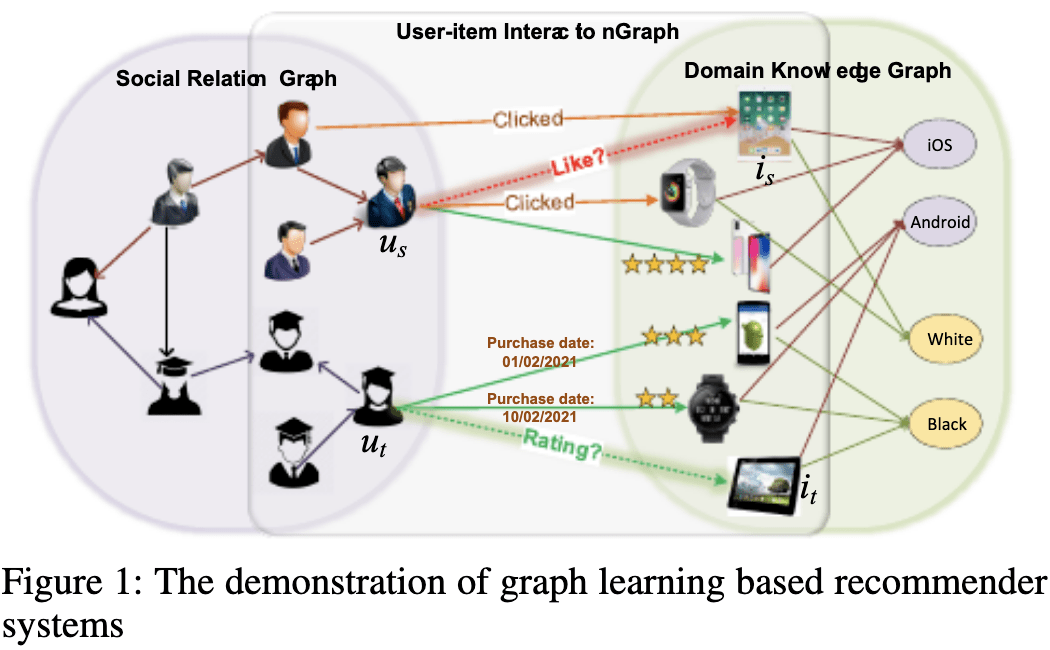 User-item Interac to nGraph
Social Relatio n Graph
Domain Knowl edge Graph
Clicked
iOS
Like?
i_s
Clicked
Android
u_s
Purchase date:
01/02/2021
White
Purchase date:
10/02/2021
Black
u_t
Rating?
i_t
Figure 1: The demonstration of graph learning based recommender
systems